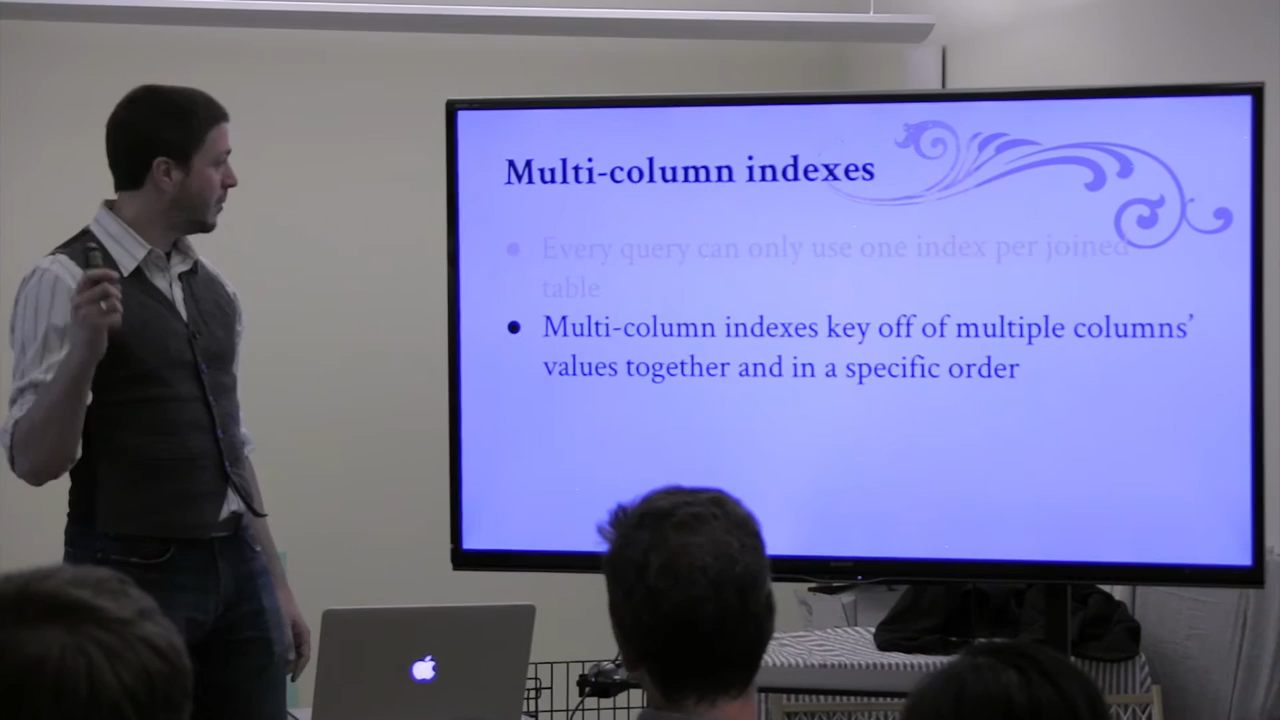 Multi-column indexes
• Every query can only use one index per joined
table
• Multi-column indexes key off of multiple columns’
values together and in a specific order